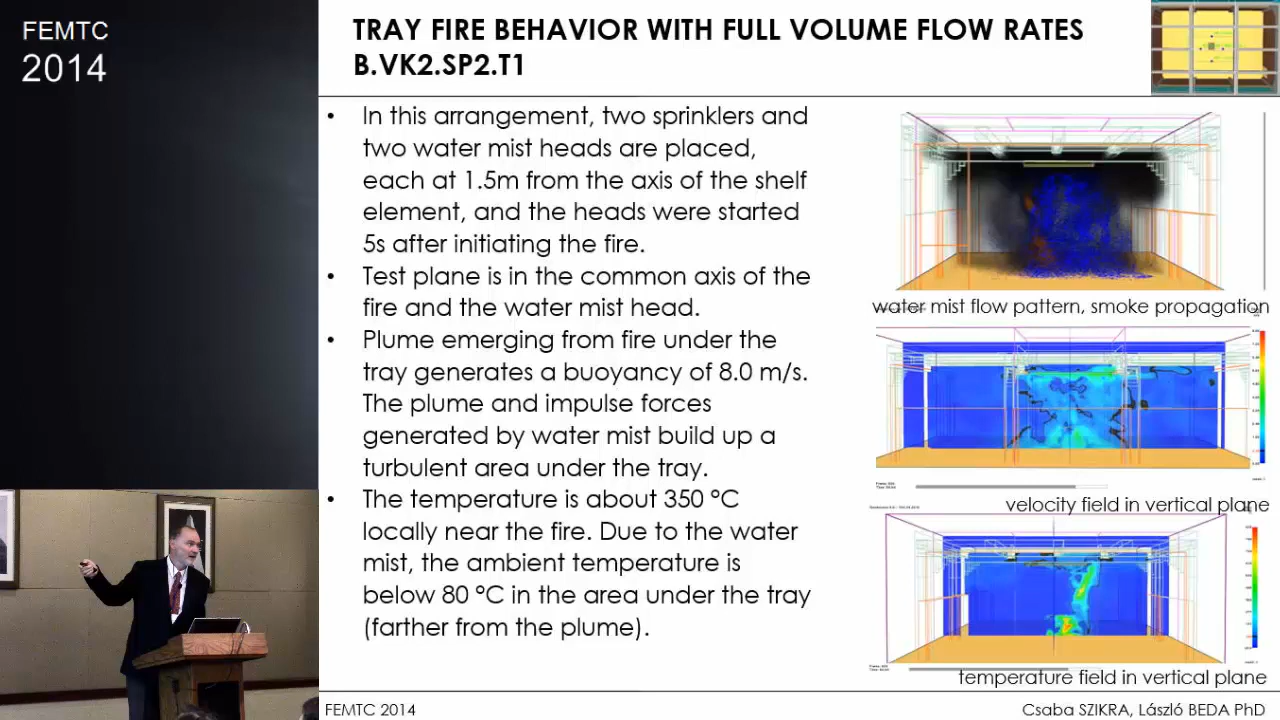 FEMTC
2014
TRAY FIRE BEHAVIOR WITH FULL VOLUME FLOW RATES
B.VK2.SP2.T1
• In this arrangement, two sprinklers and
two water mist heads are placed,
each at 1.5m from the axis of the shelf
element, and the heads were started
5s after initiating the fire.
• Test plane is in the common axis of the
fire and the water mist head.
• Plume emerging from fire under the
tray generates a buoyancy of 8.0 m/s.
The plume and impulse forces
generated by water mist build up a
turbulent area under the tray.
• The temperature is about 350 °C
locally near the fire. Due to the water
mist, the ambient temperature is
below 80 °C in the area under the tray
(farther from the plume).
water mist flow pattern, smoke propagation
velocity field in vertical plane
temperature field in vertical plane
FEMTC 2014
Csaba SZIKRA, László BEDA PhD